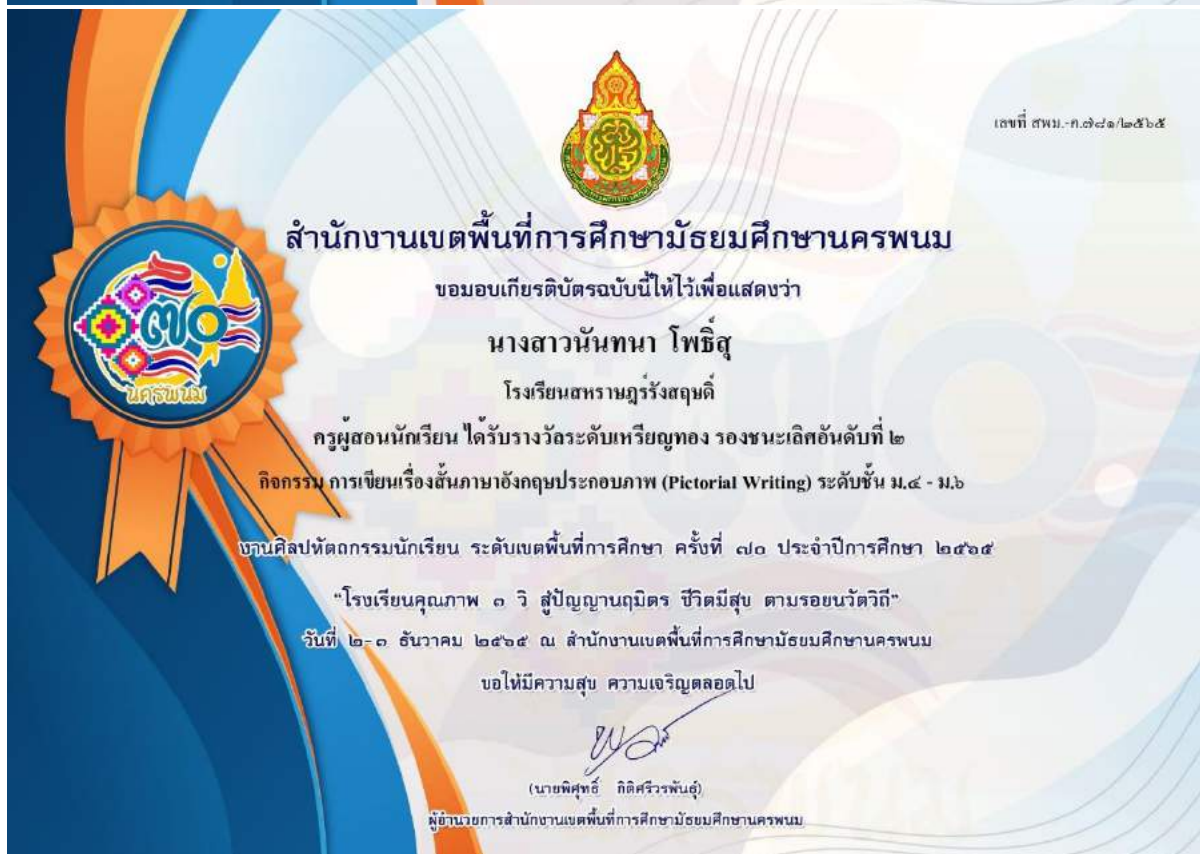 เลขที่ สพม.-ก.๗๘๑/๒๕๖๕
สำนักงานเขตพื้นที่การศึกษามัธยมศึกษานครพนม
ขอมอบเกียรติบัตรฉบับนี้ให้ไว้เพื่อแสดงว่า
นางสาวนันทนา โพธิ์สุ
โรงเรียนสหราษฎร์รังสฤษดิ์
ครูผู้สอนนักเรียน ได้รับรางวัลระดับเหรียญทอง รองชนะเลิศอันดับที่ ๒
กิจกรรม การเขียนเรื่องสั้นภาษาอังกฤษประกอบภาพ (Pictorial Writing) ระดับชั้น ม.๔ - ม.๖
งานศิลปหัตถกรรมนักเรียน ระดับเขตพื้นที่การศึกษา ครั้งที่ ๗๐ ประจำปีการศึกษา ๒๕๖๕
“โรงเรียนคุณภาพ ๓ วิ สู่ปัญญานฤมิตร ชีวิตมีสุข ตามรอยนวัตวิถี”
วันที่ ๒-๓ ธันวาคม ๒๕๖๕ ณ สำนักงานเขตพื้นที่การศึกษามัธยมศึกษานครพนม
ขอให้มีความสุข ความเจริญตลอดไป
(นายพิศุทธิ์ กิติศรีวรพันธุ์)
ผู้อำนวยการสำนักงานเขตพื้นที่การศึกษามัธยมศึกษานครพนม
๗๐
นครพนม